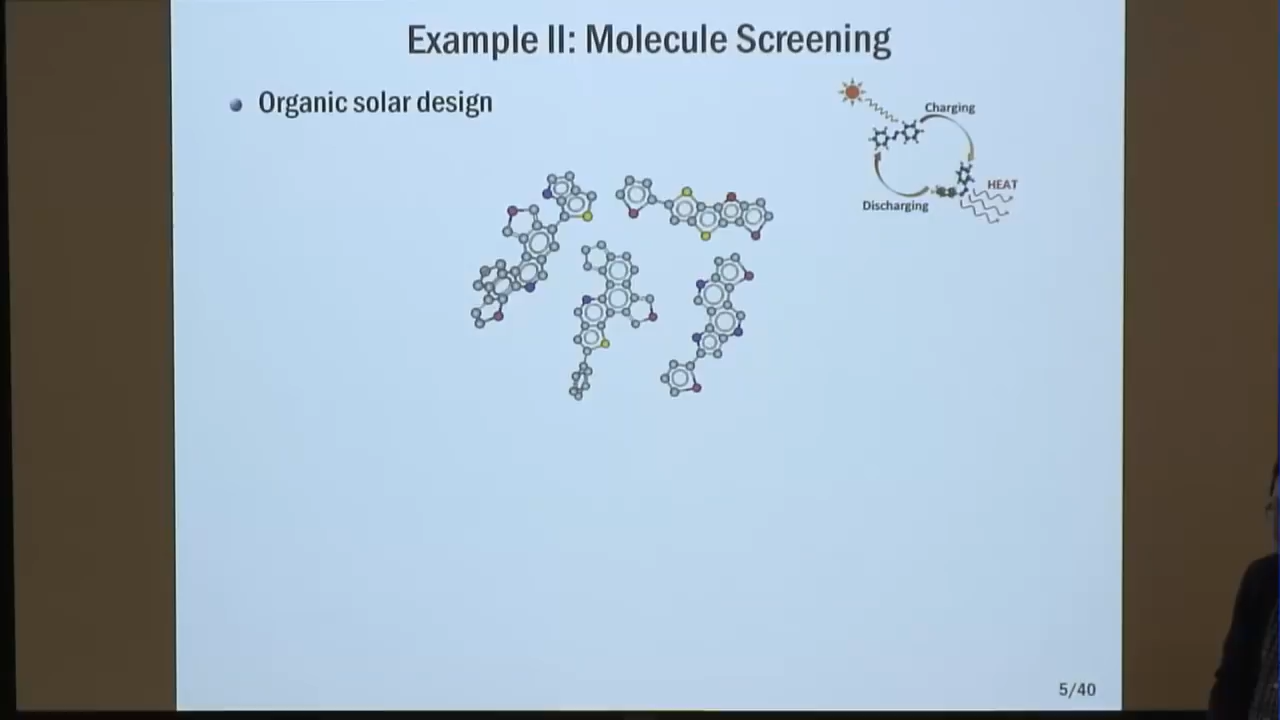 Example II: Molecule Screening
Organic solar design
Charging
HEAT
Discharging
5/40